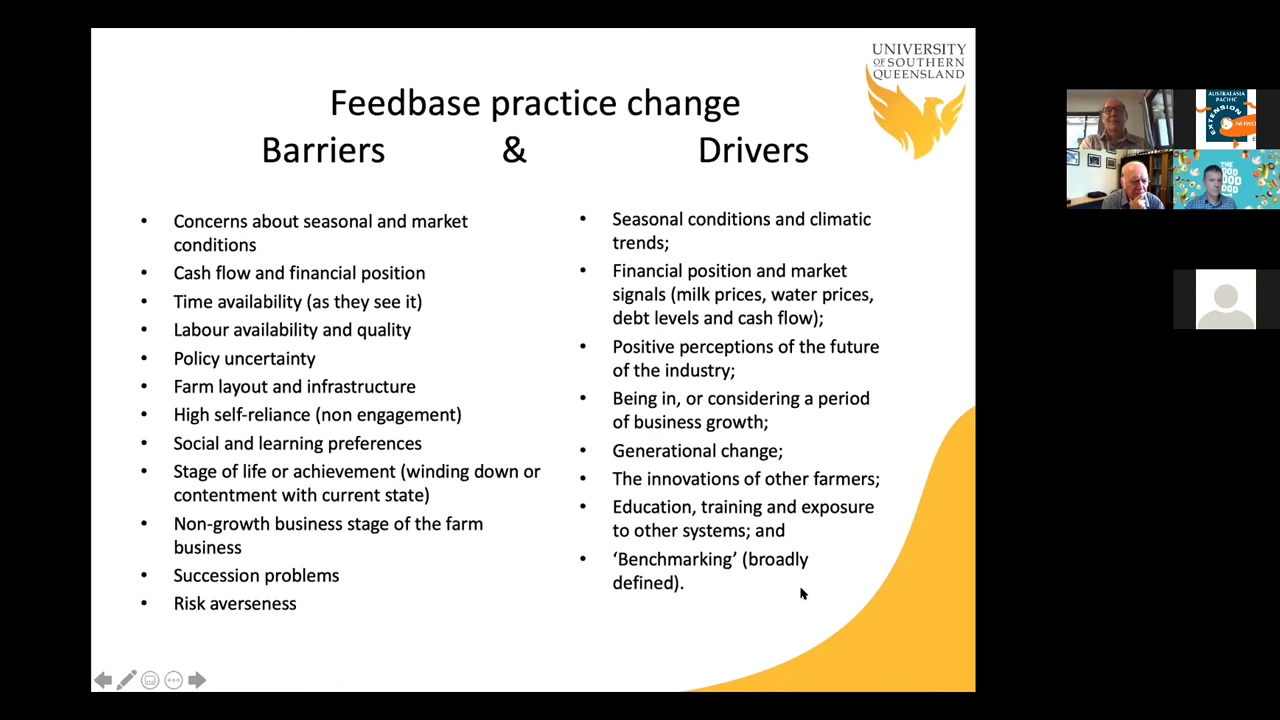 UNIVERSITY
OF SOUTHERN
QUEENSLAND
Feedbase practice change
Barriers & Drivers
• Concerns about seasonal and market
conditions
• Cash flow and financial position
• Time availability (as they see it)
• Labour availability and quality
• Policy uncertainty
• Farm layout and infrastructure
• High self-reliance (non engagement)
• Social and learning preferences
• Stage of life or achievement (winding down or
contentment with current state)
• Non-growth business stage of the farm
business
• Succession problems
• Risk averseness
• Seasonal conditions and climatic
trends;
• Financial position and market
signals (milk prices, water prices,
debt levels and cash flow);
• Positive perceptions of the future
of the industry;
• Being in, or considering a period
of business growth;
• Generational change;
• The innovations of other farmers;
• Education, training and exposure
to other systems; and
• ‘Benchmarking’ (broadly
defined).
AUSTRALASIA
PACIFIC
EXTENSION
THE